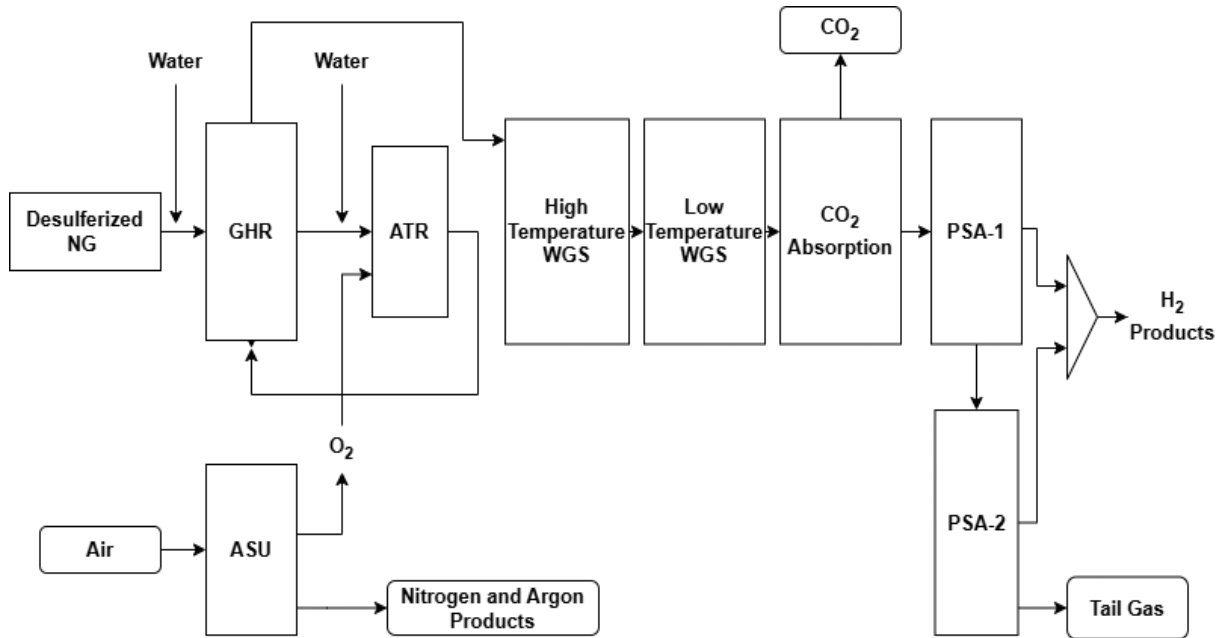 CO₂
Water
Water
Desulferized
NG
GHR
ATR
High
Temperature
WGS
Low
Temperature
WGS
CO₂
Absorption
PSA-1
H₂
Products
O₂
Air
ASU
Nitrogen and Argon
Products
PSA-2
Tail Gas